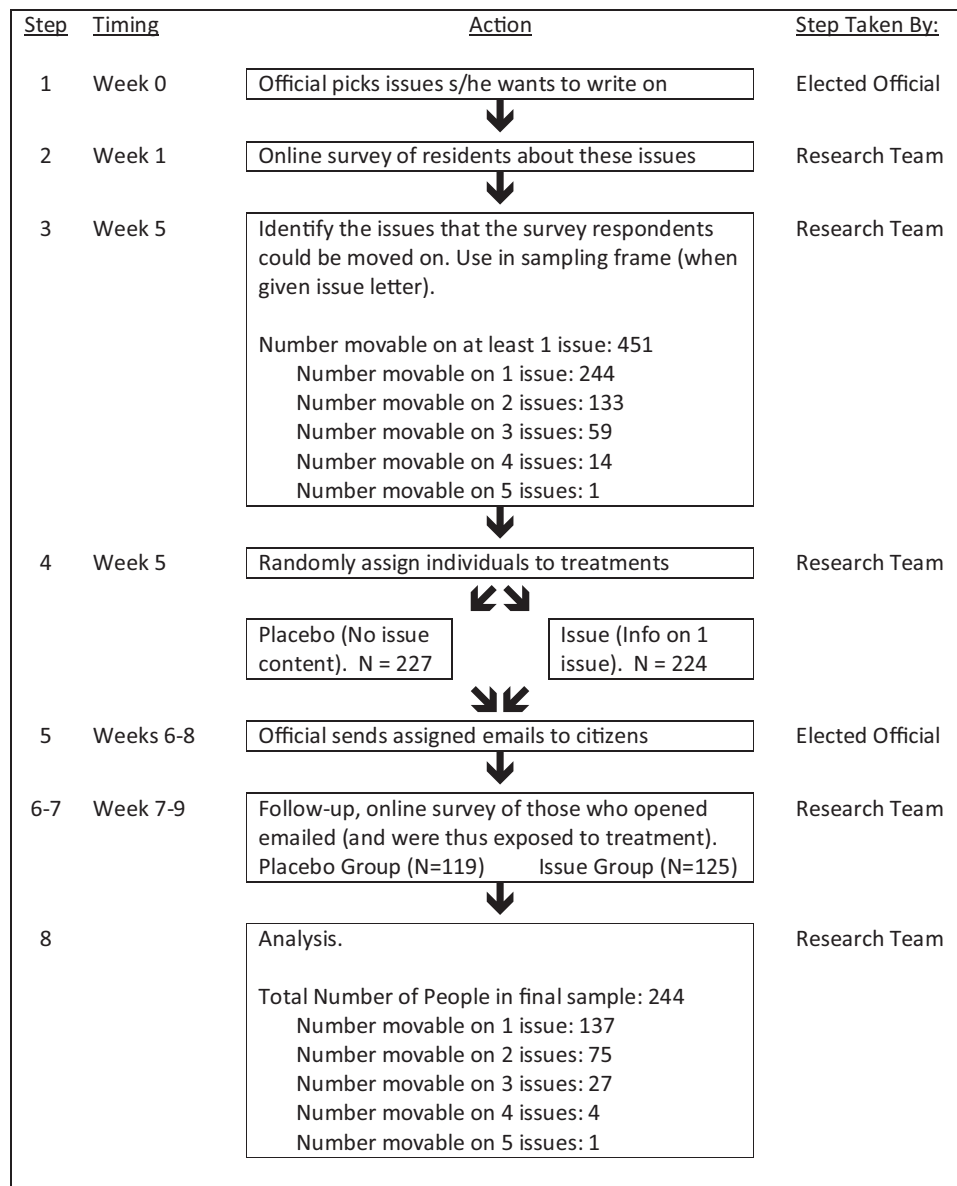 Step Timing Action Step Taken By:
1 Week 0 Official picks issues s/he wants to write on Elected Official
2 Week 1 Online survey of residents about these issues Research Team
3 Week 5 Identify the issues that the survey respondents Research Team
could be moved on. Use in sampling frame (when
given issue letter).
Number movable on at least 1 issue: 451
Number movable on 1 issue: 244
Number movable on 2 issues: 133
Number movable on 3 issues: 59
Number movable on 4 issues: 14
Number movable on 5 issues: 1
4 Week 5 Randomly assign individuals to treatments Research Team
Placebo (No issue
content). N = 227
Issue (Info on 1
issue). N = 224
5 Weeks 6-8 Official sends assigned emails to citizens Elected Official
6-7 Week 7-9 Follow-up, online survey of those who opened Research Team
emailed (and were thus exposed to treatment).
Placebo Group (N=119) Issue Group (N=125)
8 Analysis. Research Team
Total Number of People in final sample: 244
Number movable on 1 issue: 137
Number movable on 2 issues: 75
Number movable on 3 issues: 27
Number movable on 4 issues: 4
Number movable on 5 issues: 1